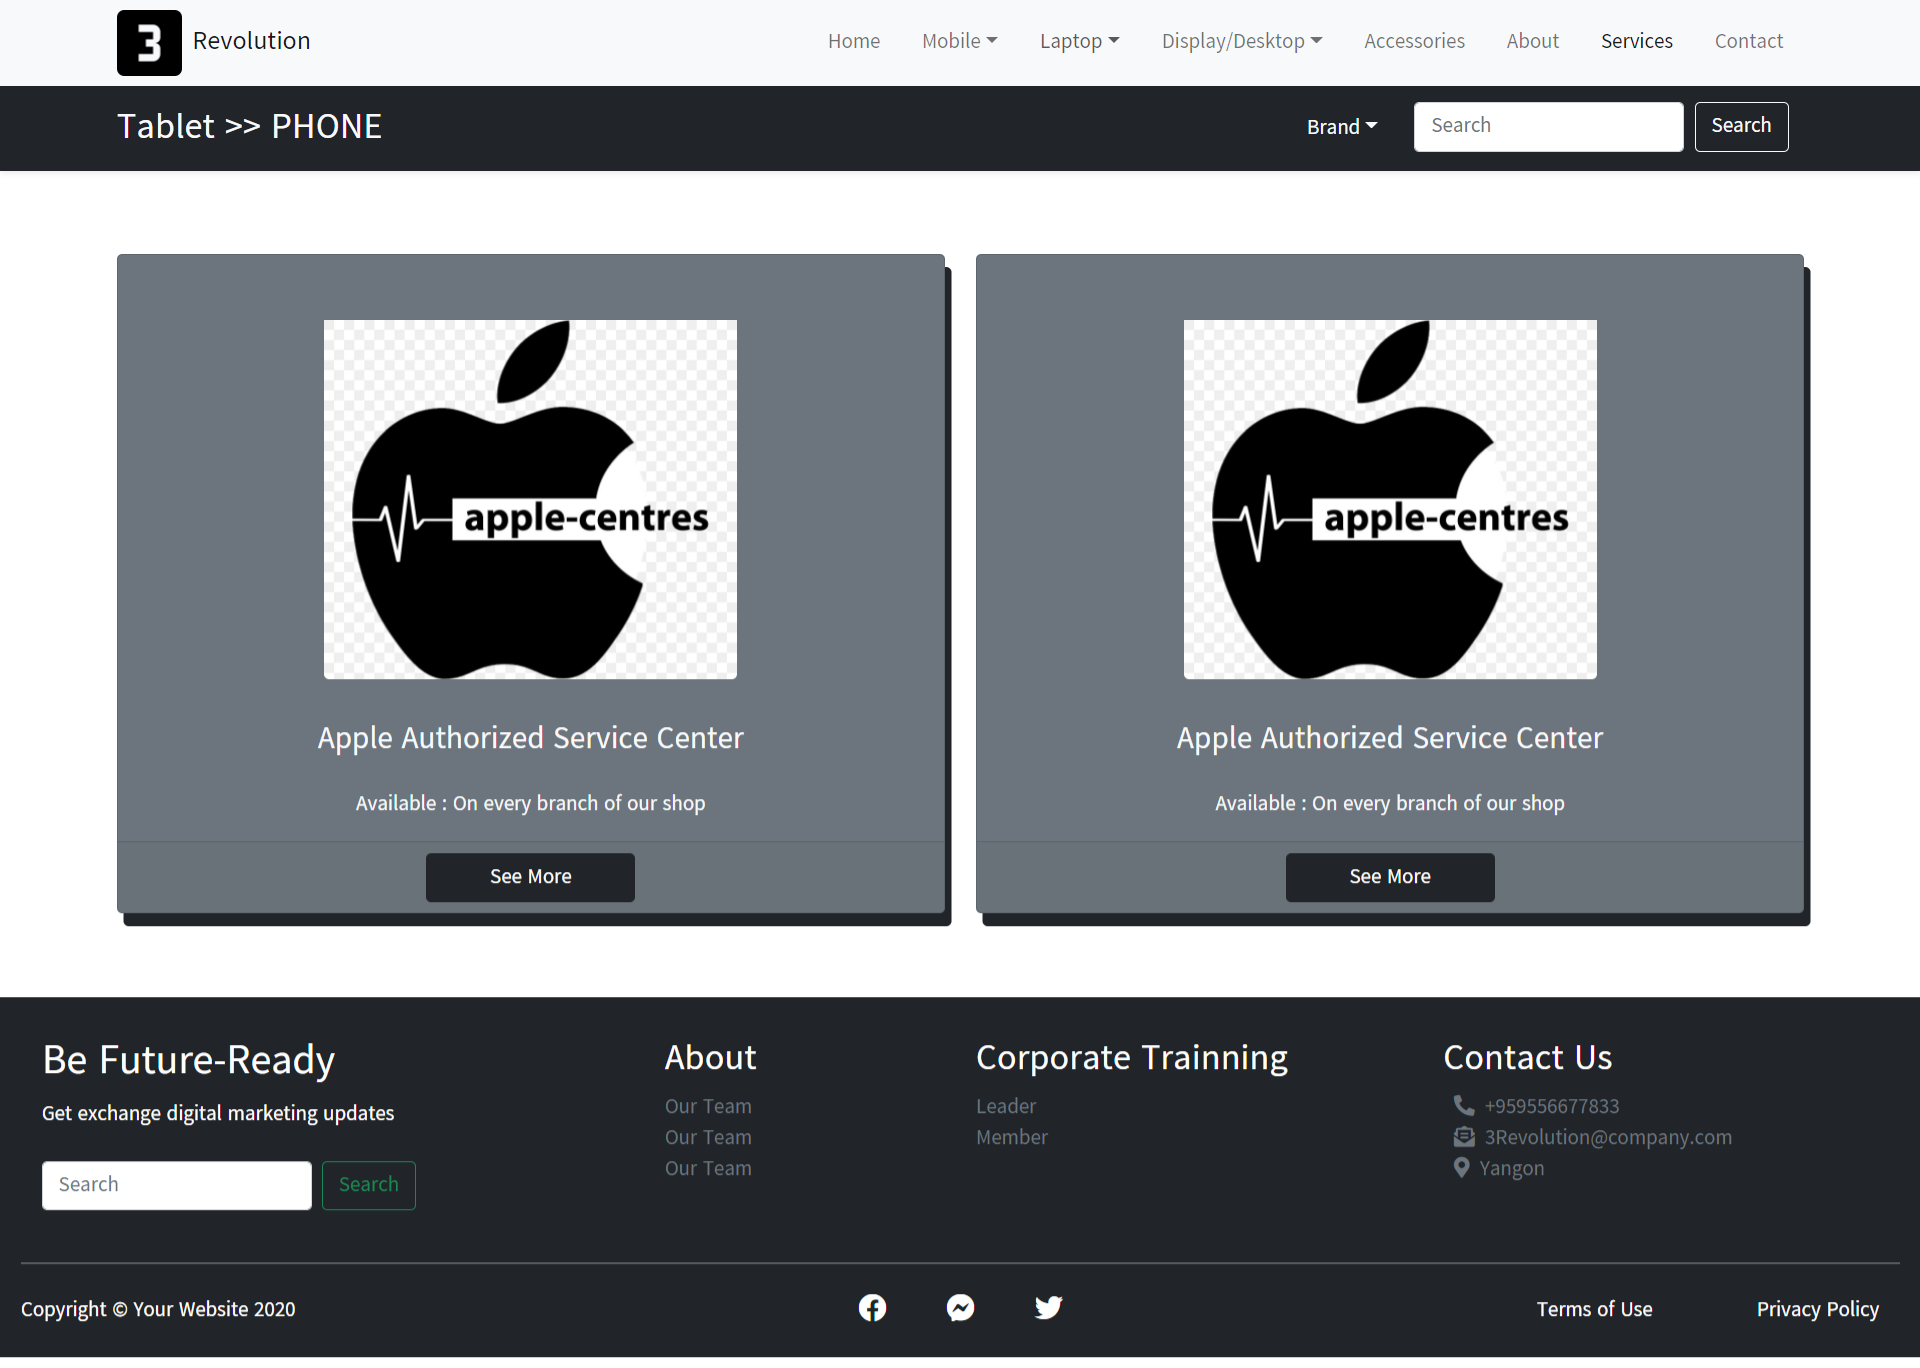 3 Revolution Home Mobile Laptop Display/Desktop Accessories About Services Contact
Tablet >> PHONE Brand Search Search
apple-centres apple-centres
Apple Authorized Service Center Apple Authorized Service Center
Available : On every branch of our shop Available : On every branch of our shop
See More See More
Be Future-Ready About Corporate Trainning Contact Us
Get exchange digital marketing updates Our Team Leader +959556677833
Our Team Member 3Revolution@company.com
Search Search Our Team Yangon
Copyright © Your Website 2020 Terms of Use Privacy Policy